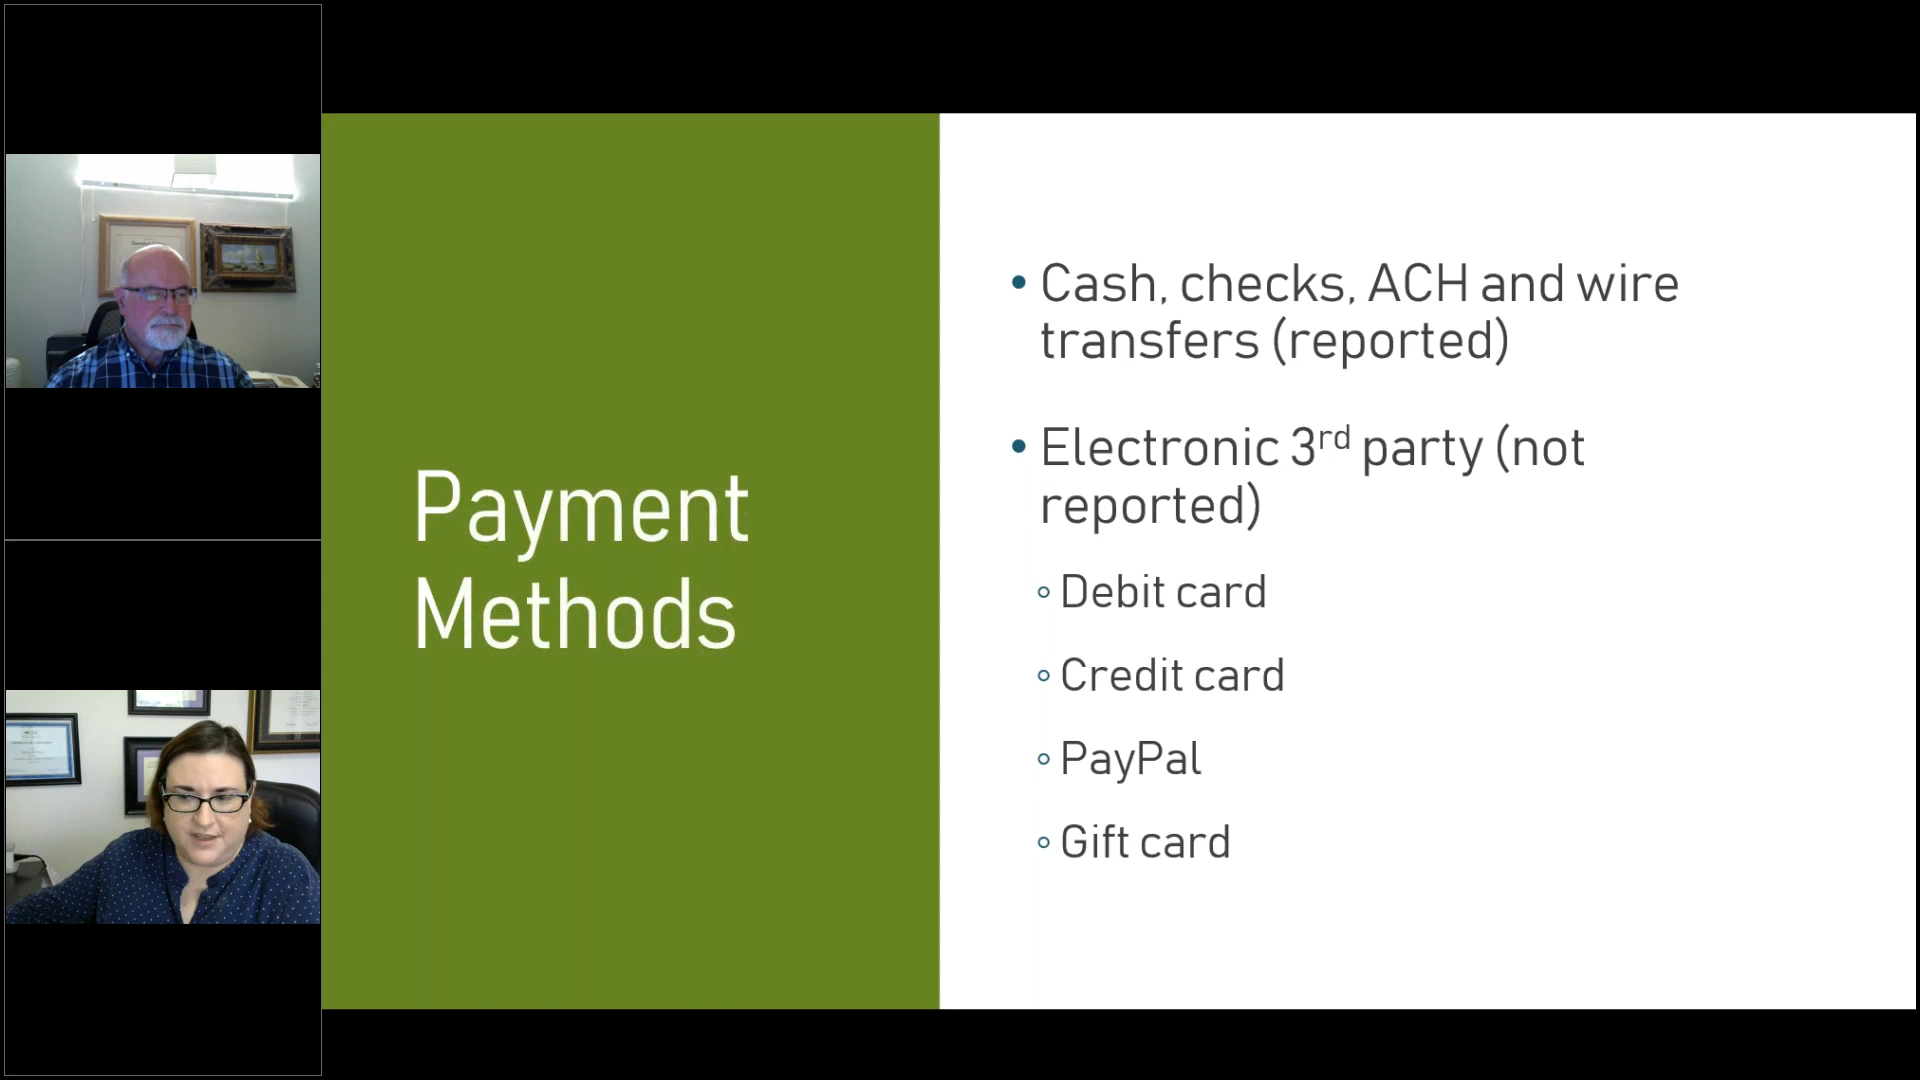 Payment
Methods
• Cash, checks, ACH and wire
transfers (reported)
• Electronic 3rd party (not
reported)
◦ Debit card
◦ Credit card
◦ PayPal
◦ Gift card